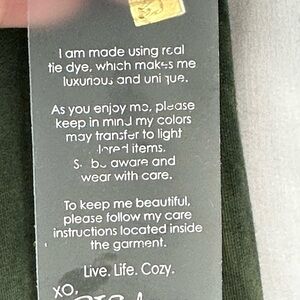 I am made using real
tie dye, which makes me
luxurious and unique.
As you enjoy me, please
keep in mind my colors
may transfer to light
colored items.
So be aware and
wear with care.
To keep me beautiful,
please follow my care
instructions located inside
the garment.
Live. Life. Cozy.
XO,